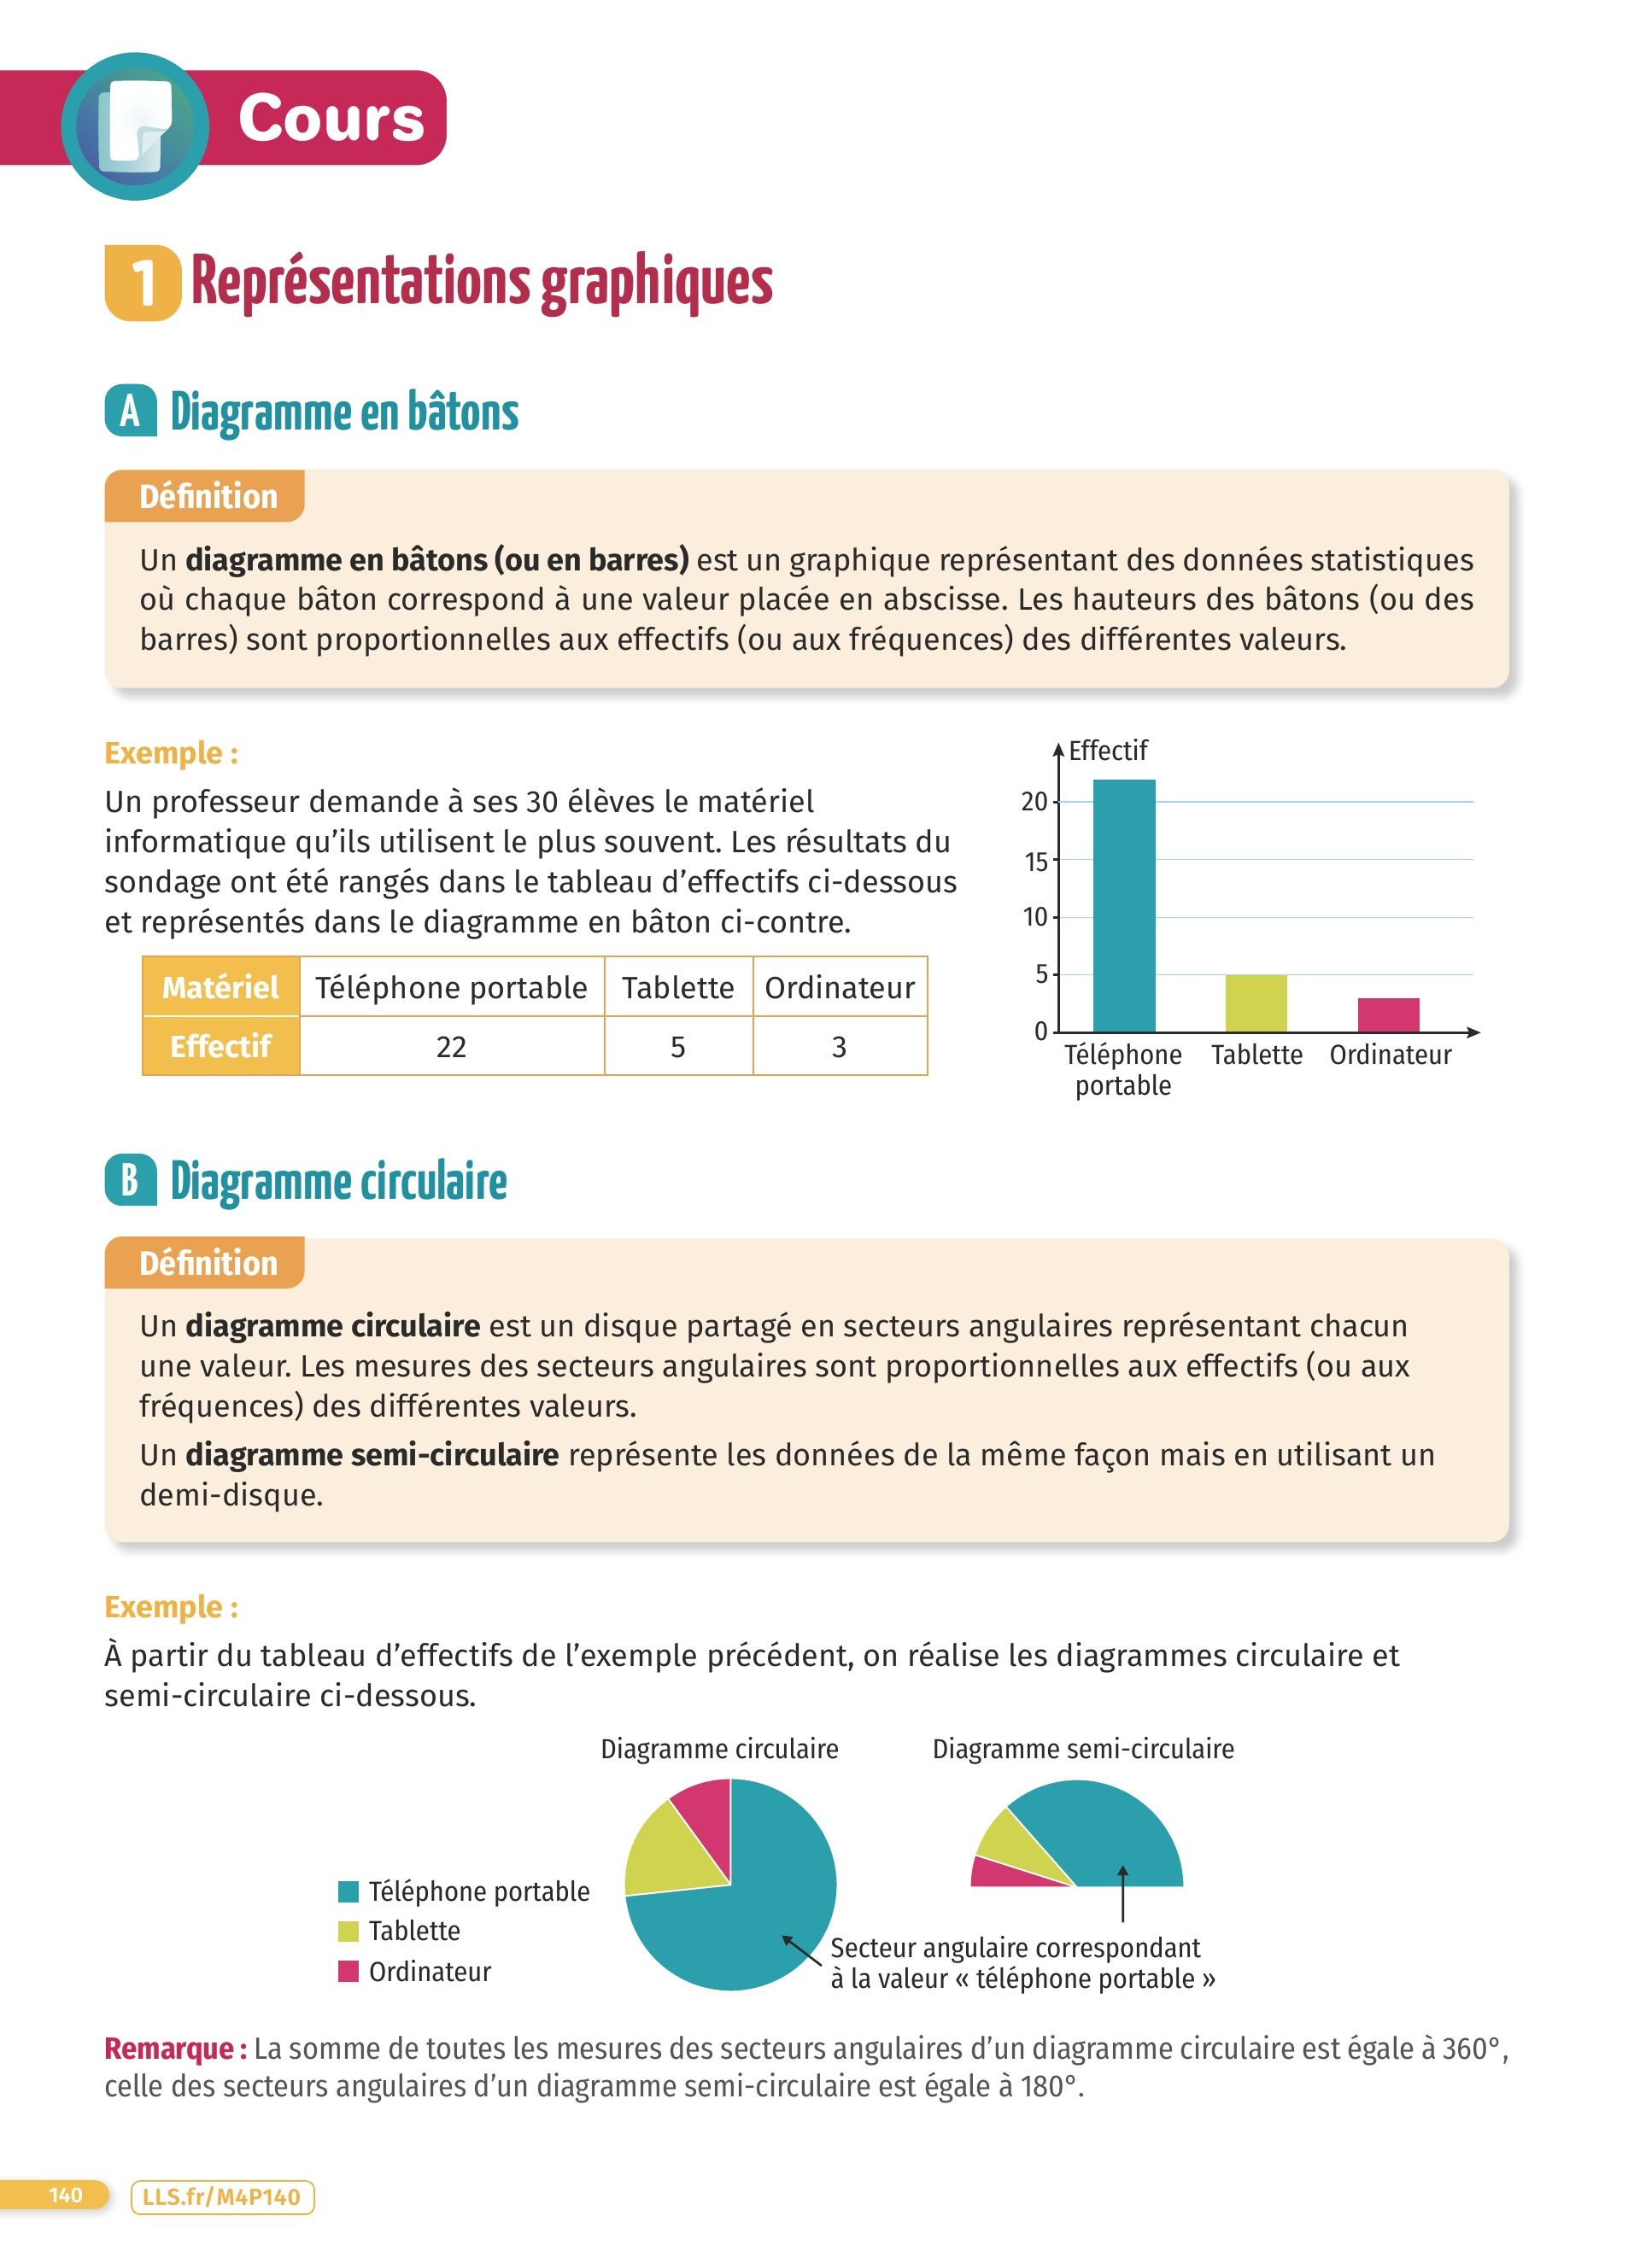 Cours
1 Représentations graphiques
A Diagramme en bâtons
Définition
Un diagramme en bâtons (ou en barres) est un graphique représentant des données statistiques
où chaque bâton correspond à une valeur placée en abscisse. Les hauteurs des bâtons (ou des
barres) sont proportionnelles aux effectifs (ou aux fréquences) des différentes valeurs.
Exemple :
Un professeur demande à ses 30 élèves le matériel
informatique qu’ils utilisent le plus souvent. Les résultats du
sondage ont été rangés dans le tableau d’effectifs ci-dessous
et représentés dans le diagramme en bâton ci-contre.
Matériel Téléphone portable Tablette Ordinateur
Effectif 22 5 3
Effectif
20
15
10
5
0
Téléphone Tablette Ordinateur
portable
B Diagramme circulaire
Définition
Un diagramme circulaire est un disque partagé en secteurs angulaires représentant chacun
une valeur. Les mesures des secteurs angulaires sont proportionnelles aux effectifs (ou aux
fréquences) des différentes valeurs.
Un diagramme semi-circulaire représente les données de la même façon mais en utilisant un
demi-disque.
Exemple :
À partir du tableau d’effectifs de l’exemple précédent, on réalise les diagrammes circulaire et
semi-circulaire ci-dessous.
Diagramme circulaire
Diagramme semi-circulaire
Téléphone portable
Tablette
Ordinateur
Secteur angulaire correspondant
à la valeur « téléphone portable »
Remarque : La somme de toutes les mesures des secteurs angulaires d’un diagramme circulaire est égale à 360°,
celle des secteurs angulaires d’un diagramme semi-circulaire est égale à 180°.
140
LLS.fr/M4P140